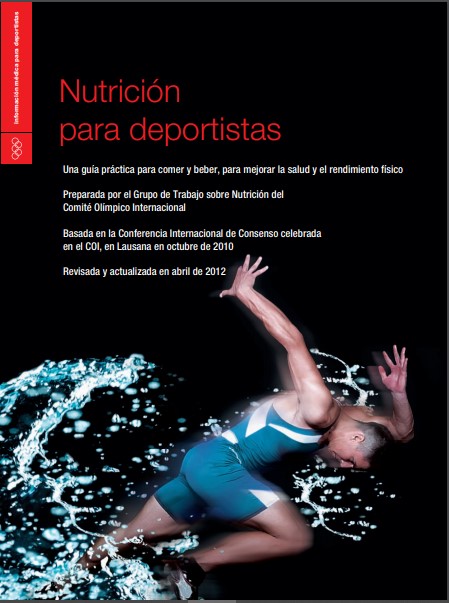 Información médica para deportistas
Nutrición
para deportistas
Una guía práctica para comer y beber, para mejorar la salud y el rendimiento físico
Preparada por el Grupo de Trabajo sobre Nutrición del
Comité Olímpico Internacional
Basada en la Conferencia Internacional de Consenso celebrada
en el COI, en Lausana en octubre de 2010
Revisada y actualizada en abril de 2012